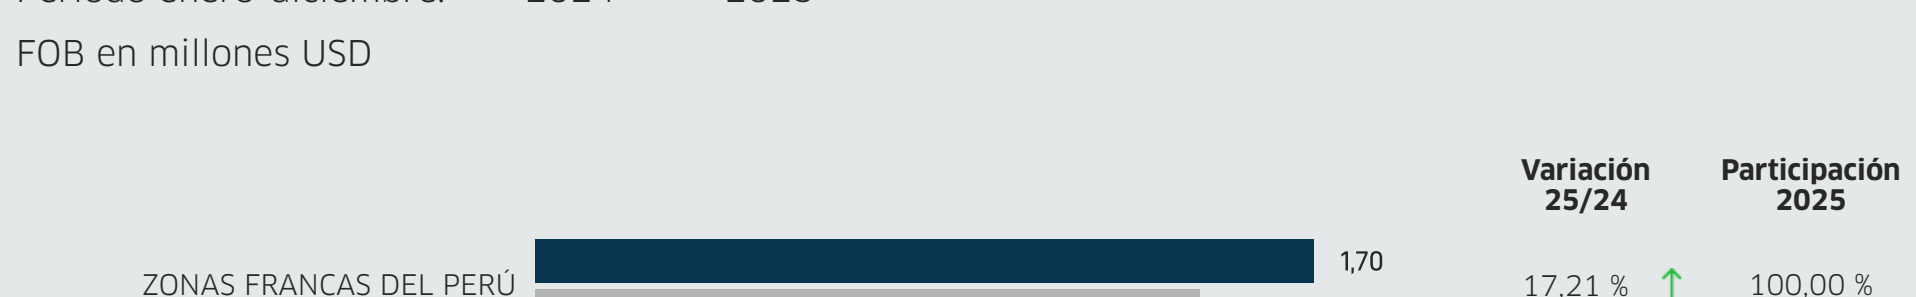 FOB en millones USD
Variación Participación
25/24 2025
1,70
ZONAS FRANCAS DEL PERÚ 17,21 % 100,00 %